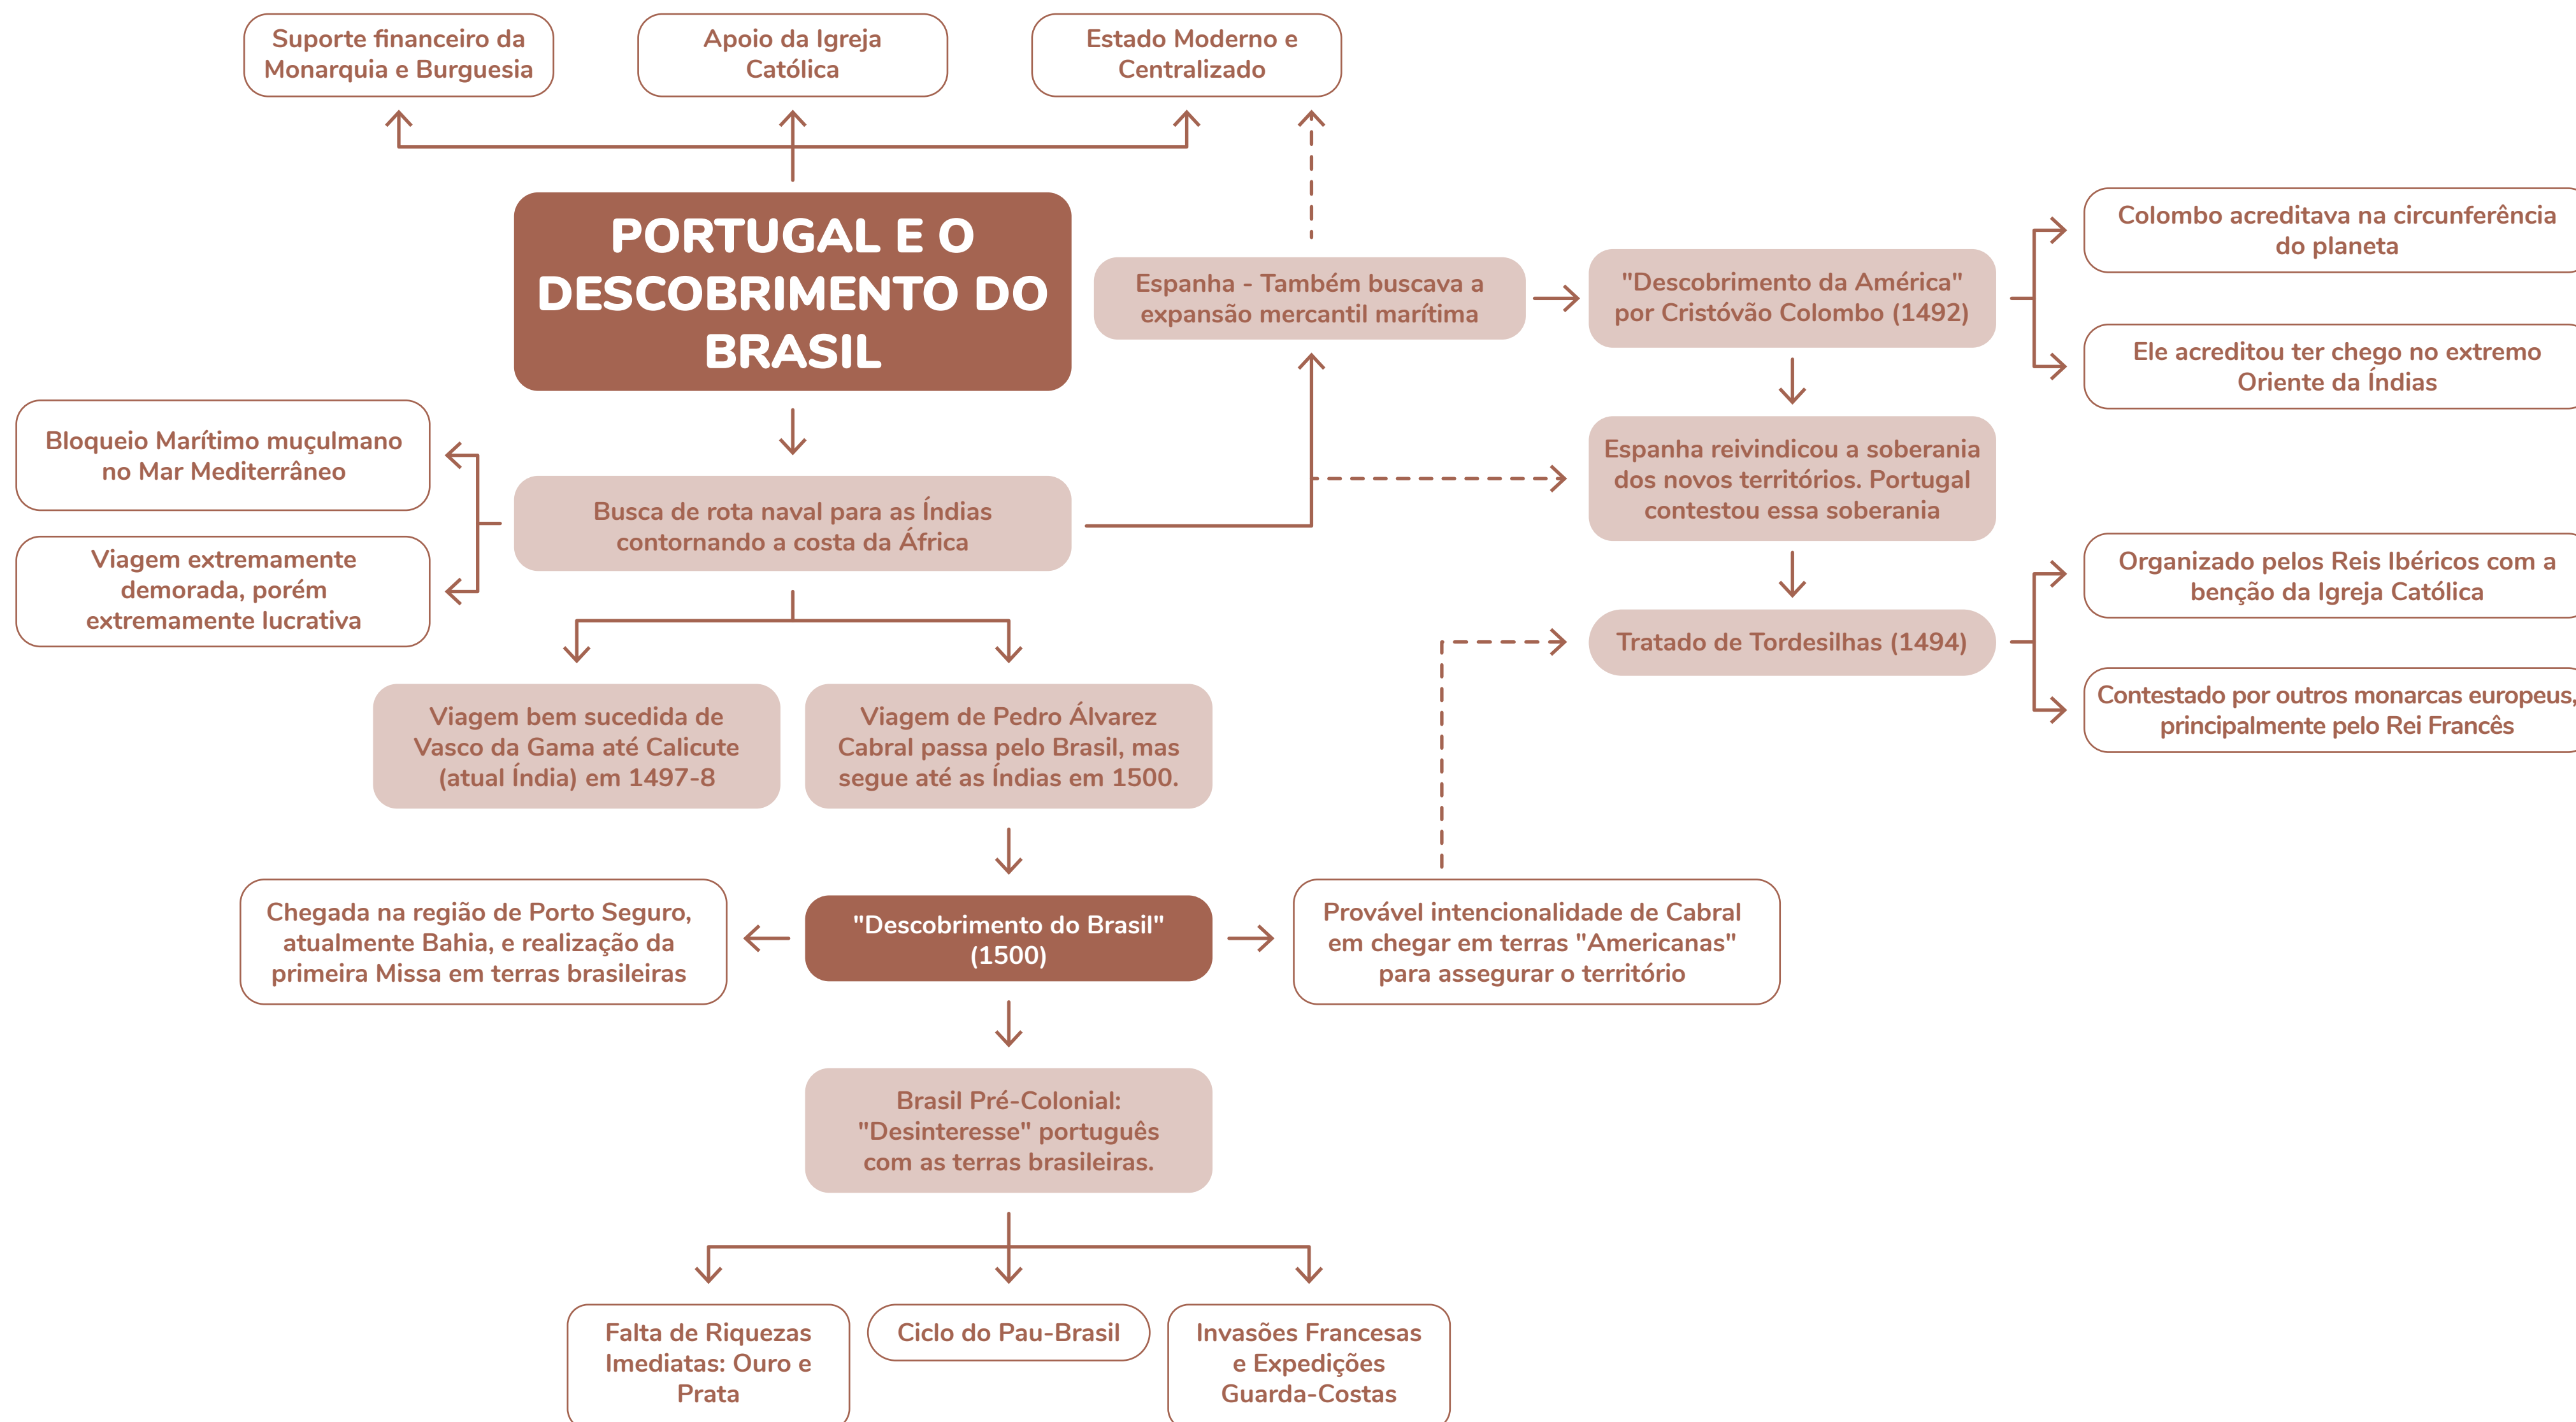 Suporte financeiro da
Monarquia e Burguesia
Apoio da Igreja
Católica
Estado Moderno e
Centralizado
PORTUGAL E O
DESCOBRIMENTO DO
BRASIL
Espanha - Também buscava a
expansão mercantil marítima
"Descobrimento da América"
por Cristóvão Colombo (1492)
Colombo acreditava na circunferência
do planeta
Ele acreditou ter chego no extremo
Oriente da Índias
Bloqueio Marítimo muçulmano
no Mar Mediterrâneo
Viagem extremamente
demorada, porém
extremamente lucrativa
Busca de rota naval para as Índias
contornando a costa da África
Espanha reivindicou a soberania
dos novos territórios. Portugal
contestou essa soberania
Tratado de Tordesilhas (1494)
Organizado pelos Reis Ibéricos com a
benção da Igreja Católica
Contestado por outros monarcas europeus,
principalmente pelo Rei Francês
Viagem bem sucedida de
Vasco da Gama até Calicute
(atual Índia) em 1497-8
Viagem de Pedro Álvarez
Cabral passa pelo Brasil, mas
segue até as Índias em 1500.
Chegada na região de Porto Seguro,
atualmente Bahia, e realização da
primeira Missa em terras brasileiras
"Descobrimento do Brasil"
(1500)
Provável intencionalidade de Cabral
em chegar em terras "Americanas"
para assegurar o território
Brasil Pré-Colonial:
"Desinteresse" português
com as terras brasileiras.
Falta de Riquezas
Imediatas: Ouro e
Prata
Ciclo do Pau-Brasil
Invasões Francesas
e Expedições
Guarda-Costas